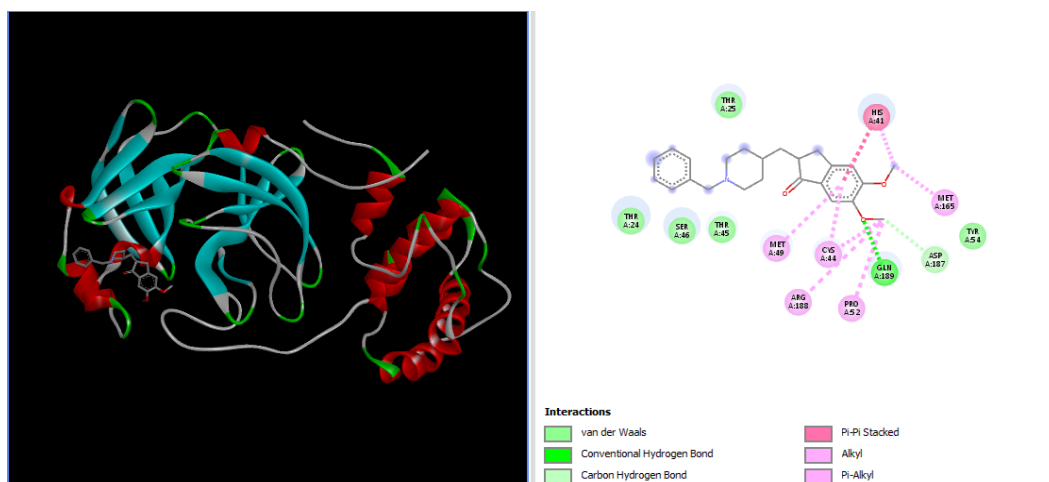 THR
A:25
HIS
A:41
MET
A:165
THR
A:24
SER
A:46
THR
A:45
TYR
A:54
MET
A:49
CYS
A:44
ASP
A:187
GLN
A:189
ARG
A:188
PRO
A:52
N
O
O
O
Interactions
van der Waals
Conventional Hydrogen Bond
Carbon Hydrogen Bond
Pi-Pi Stacked
Alkyl
Pi-Alkyl